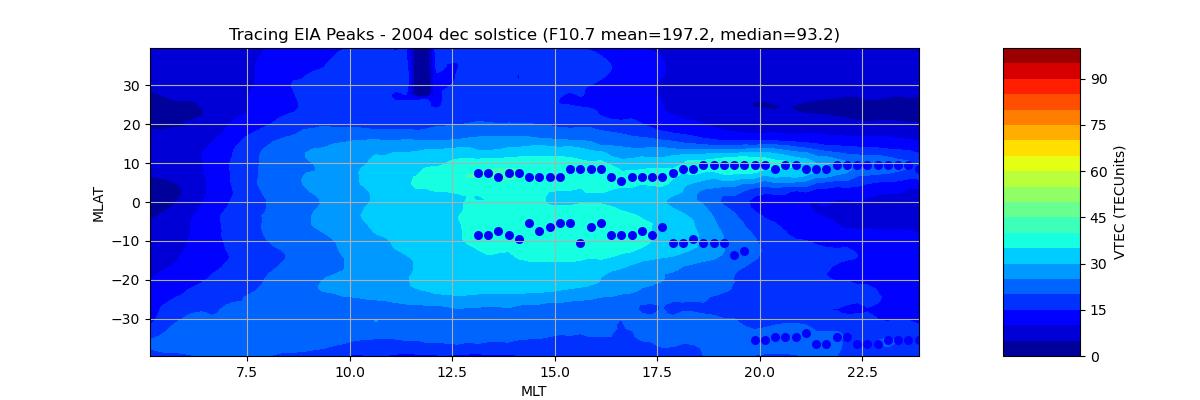 Tracing EIA Peaks - 2004 dec solstice (F10.7 mean=197.2, median=93.2)
30
20
10
0
−10
−20
−30
MLAT
7.5 10.0 12.5 15.0 17.5 20.0 22.5
MLT
90
75
60
45
30
15
0
VTEC (TECUnits)